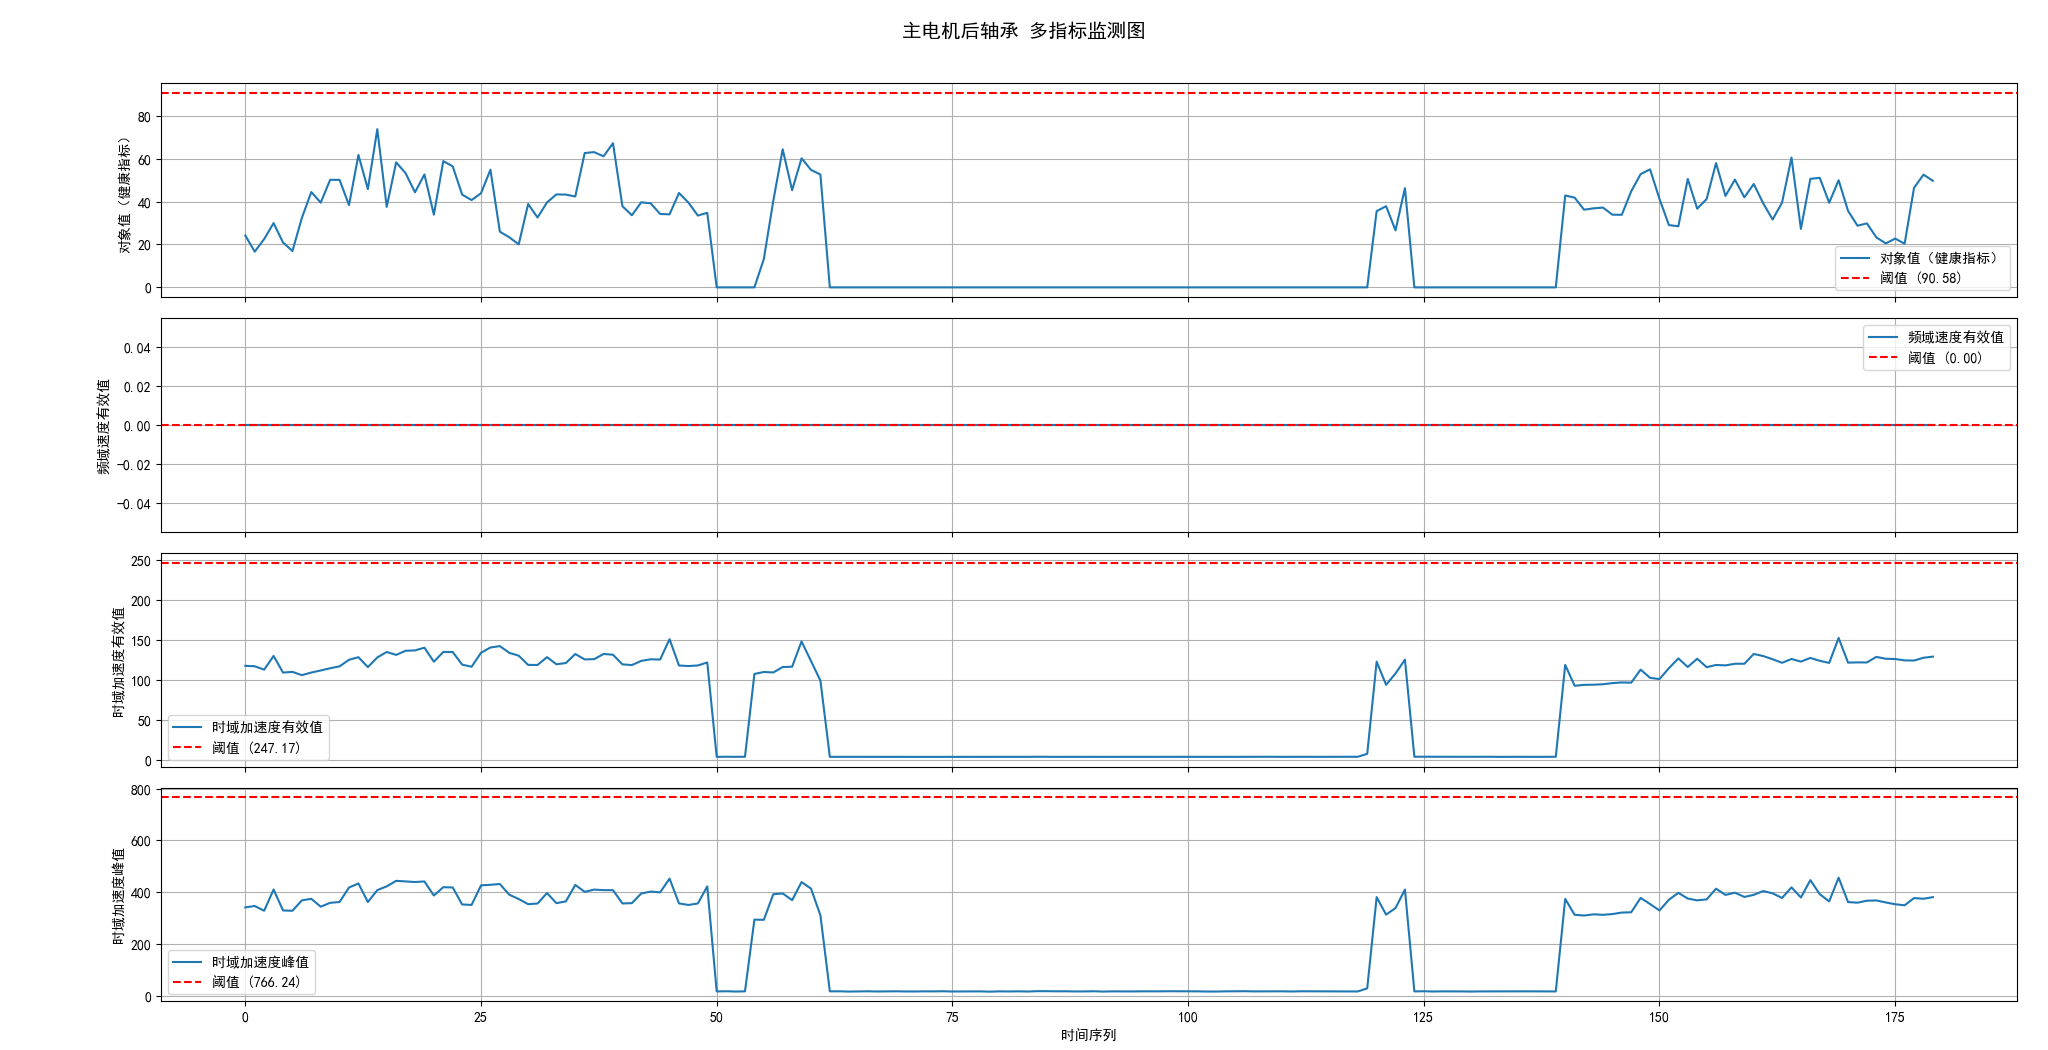 主电机后轴承 多指标监测图
对象值（健康指标）
80
60
40
20
0
对象值（健康指标）
阈值 (90.58)
频域速度有效值
0.04
0.02
0.00
−0.02
−0.04
频域速度有效值
阈值 (0.00)
时域加速度有效值
250
200
150
100
50
0
时域加速度有效值
阈值 (247.17)
时域加速度峰值
800
600
400
200
0
时域加速度峰值
阈值 (766.24)
0 25 50 75 100 125 150 175
时间序列